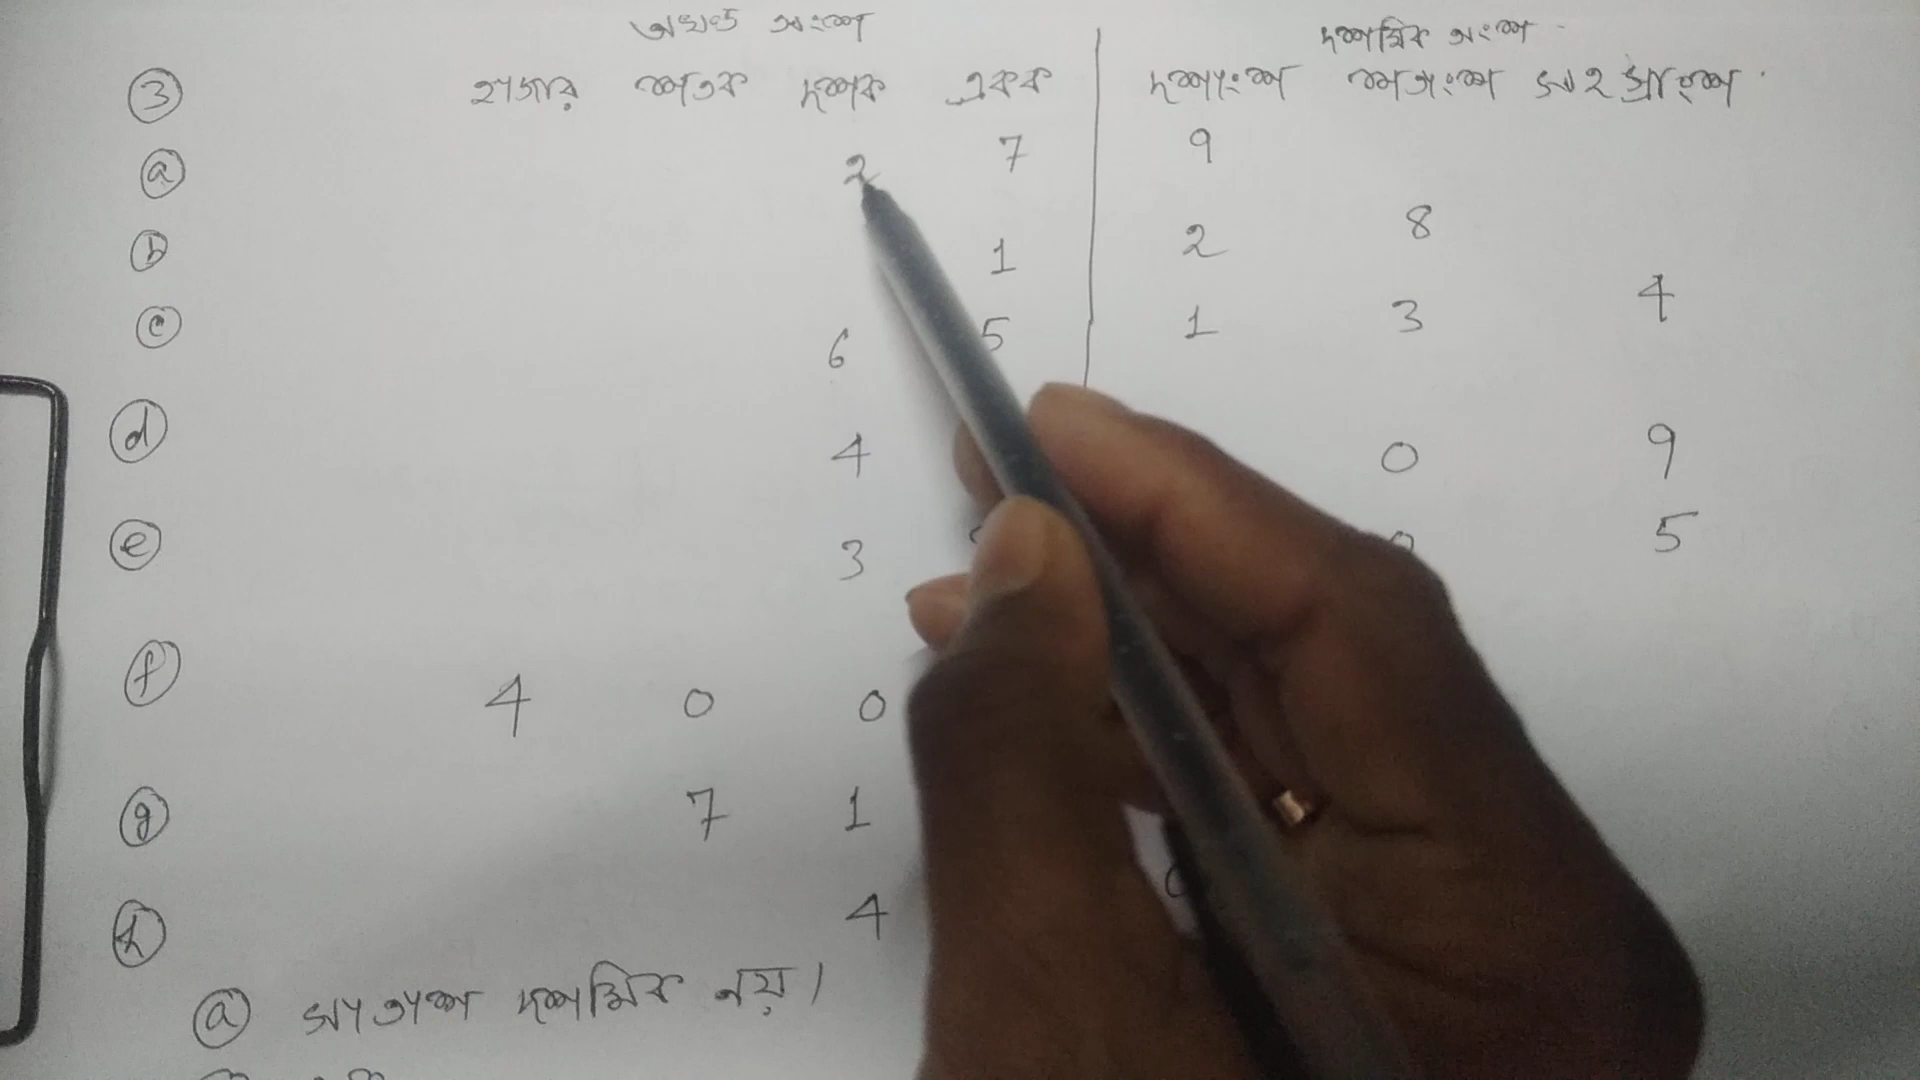 অখণ্ড অংশ দশমিক অংশ
③ হাজার শতক দশক একক দশাংশ শতাংশ সহস্রাংশ
ⓐ 2 7 9
ⓑ 1 2 8
ⓒ 6 5 1 3 4
ⓓ 4 0 9
ⓔ 3 5
ⓕ 4 0 0
ⓖ 7 1
ⓗ 4
ⓐ সাতাশ দশমিক নয়।